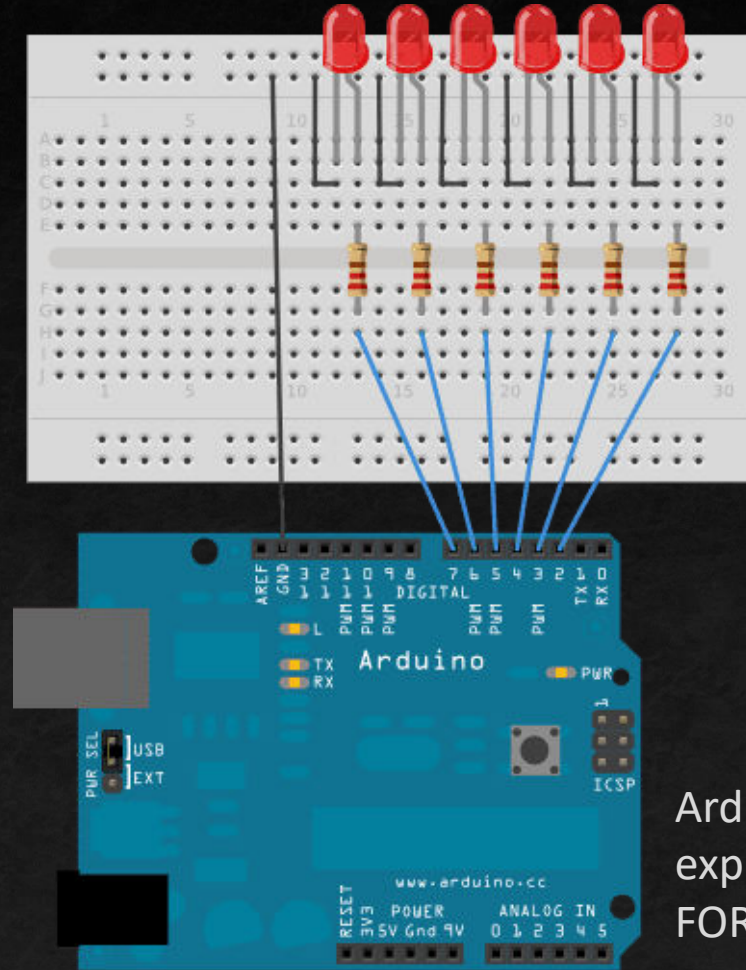 1 5 10 15 20 25 30
A
B
C
D
E
F
G
H
I
J
1 5 10 15 20 25 30
AREF
GND
13
12
11
10
9
8
7
6
5
4
3
2
TX 1
RX 0
DIGITAL
PWM
PWM
PWM
PWM
PWM
PWM
L
TX
RX
Arduino
PWR
1
PWR SEL
USB
EXT
ICSP
Ard
exp
FOR
www.arduino.cc
RESET
3V3
POWER
5V Gnd 9V
ANALOG IN
0 1 2 3 4 5